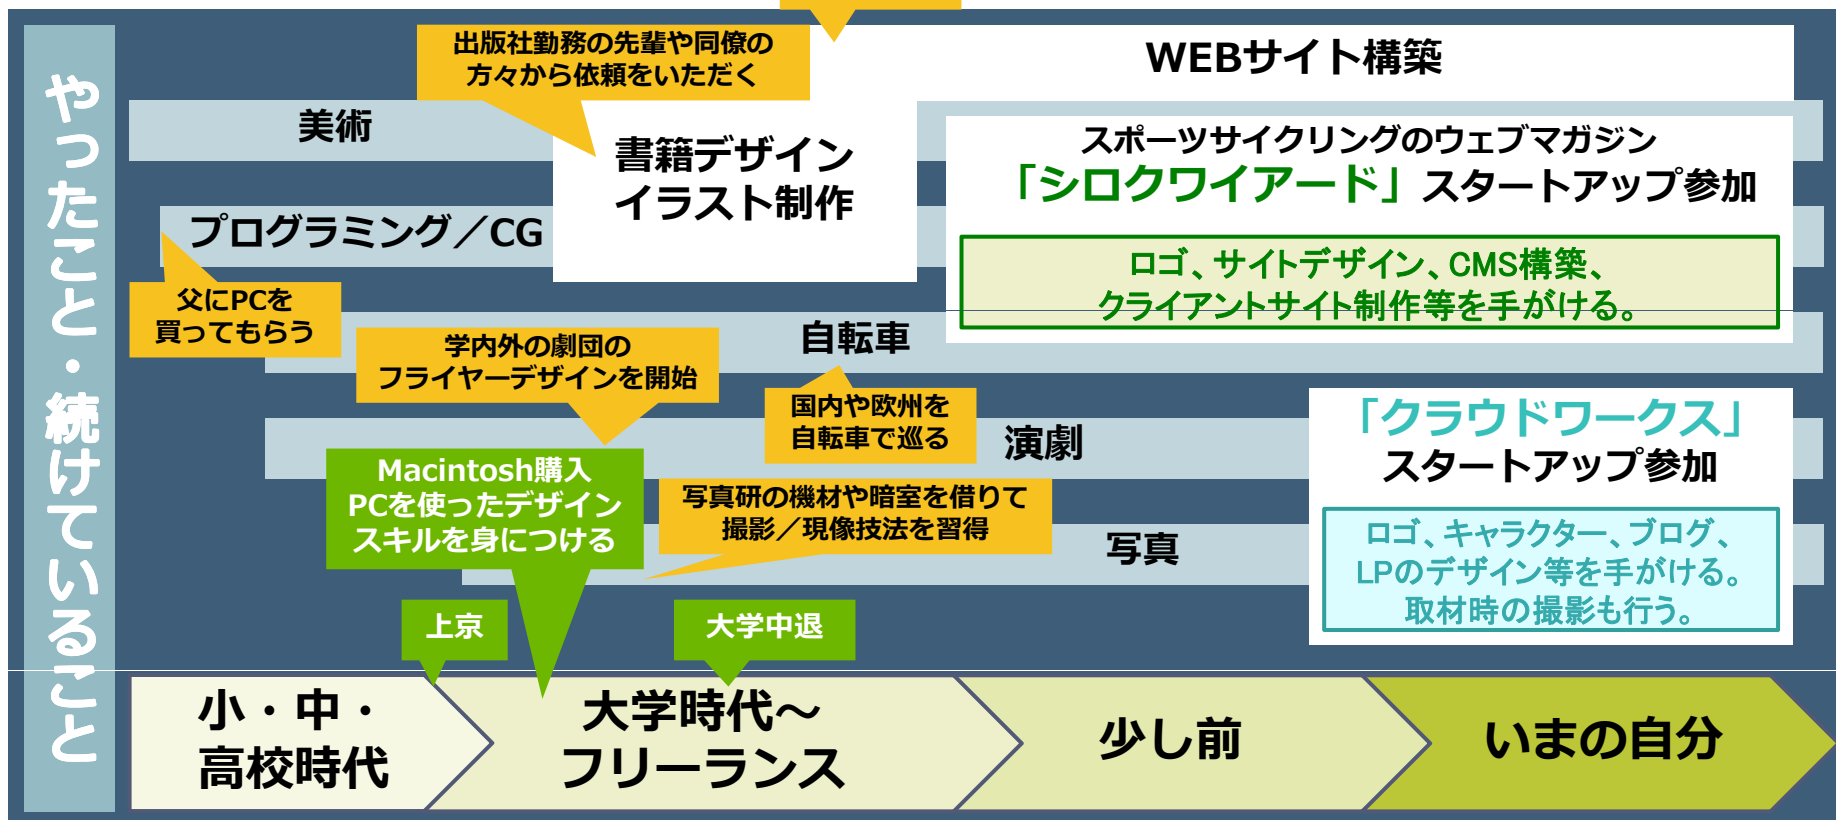 やったこと・続けていること
出版社勤務の先輩や同僚の
方々から依頼をいただく
WEBサイト構築
美術
書籍デザイン
イラスト制作
スポーツサイクリングのウェブマガジン
「シロクワイアード」スタートアップ参加
プログラミング／CG
ロゴ、サイトデザイン、CMS構築、
クライアントサイト制作等を手がける。
父にPCを
買ってもらう
自転車
学内外の劇団の
フライヤーデザインを開始
国内や欧州を
自転車で巡る
演劇
「クラウドワークス」
スタートアップ参加
Macintosh購入
PCを使ったデザイン
スキルを身につける
写真研の機材や暗室を借りて
撮影／現像技法を習得
写真
ロゴ、キャラクター、ブログ、
LPのデザイン等を手がける。
取材時の撮影も行う。
上京
大学中退
小・中・
高校時代
大学時代～
フリーランス
少し前
いまの自分